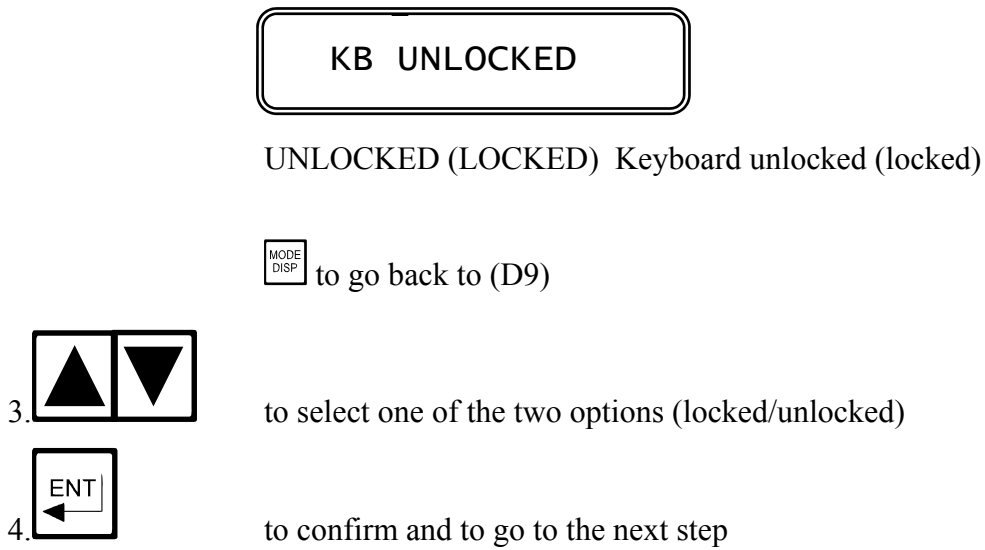 KB UNLOCKED
UNLOCKED (LOCKED) Keyboard unlocked (locked)
MODE
DISP to go back to (D9)
3. to select one of the two options (locked/unlocked)
ENT
4. to confirm and to go to the next step